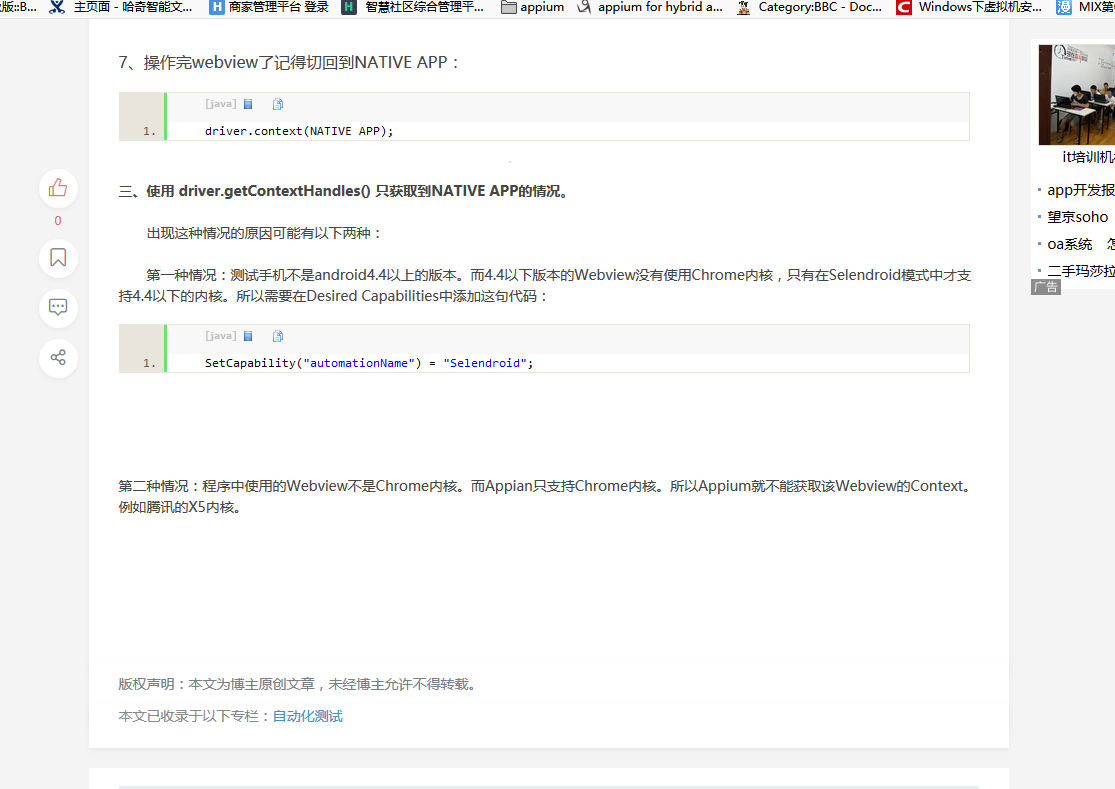 版::B...
主页面 - 哈奇智能文...
商家管理平台 登录
智慧社区综合管理平...
appium
appium for hybrid a...
Category:BBC - Doc...
Windows下虚拟机安...
MIX第
7、操作完webview了记得切回到NATIVE APP：
[java]
1. driver.context(NATIVE APP);
三、使用 driver.getContextHandles() 只获取到NATIVE APP的情况。
出现这种情况的原因可能有以下两种：
第一种情况：测试手机不是android4.4以上的版本。而4.4以下版本的Webview没有使用Chrome内核，只有在Selendroid模式中才支
持4.4以下的内核。所以需要在Desired Capabilities中添加这句代码：
[java]
1. SetCapability("automationName") = "Selendroid";
第二种情况：程序中使用的Webview不是Chrome内核。而Appian只支持Chrome内核。所以Appium就不能获取该Webview的Context。
例如腾讯的X5内核。
版权声明：本文为博主原创文章，未经博主允许不得转载。
本文已收录于以下专栏：自动化测试
0
it培训机
app开发报
望京soho
oa系统 怎
二手玛莎拉
广告